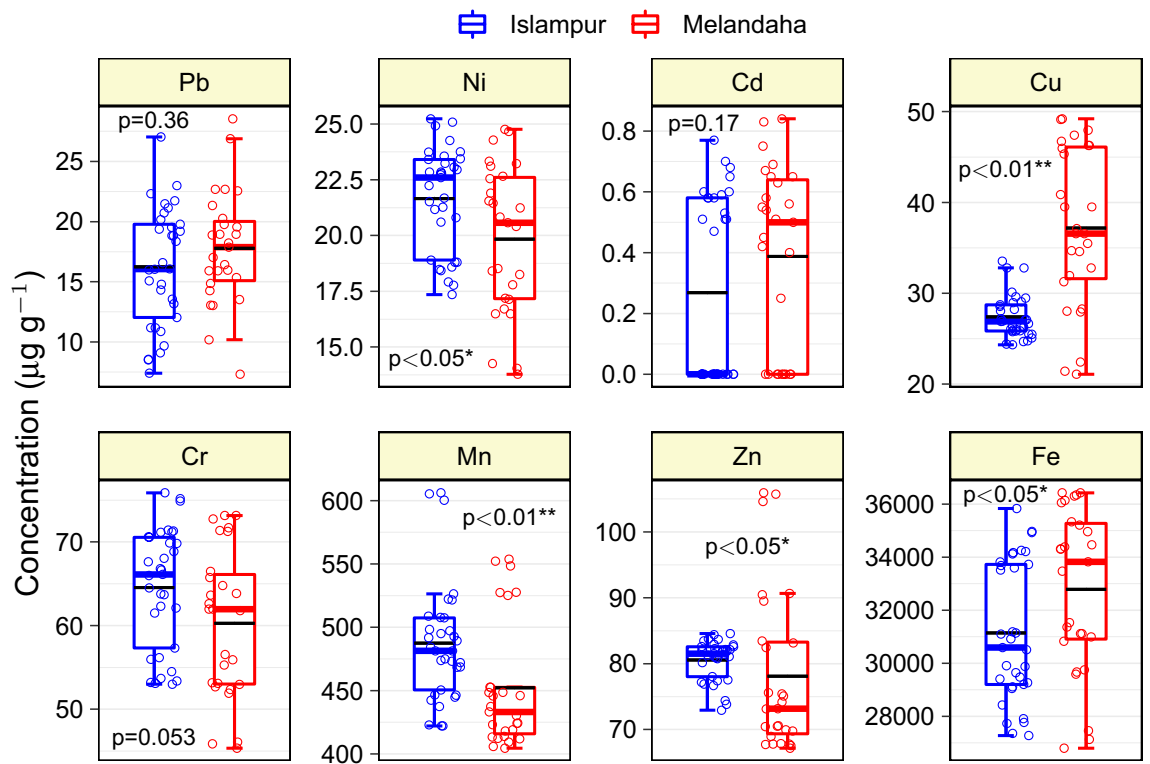 Islampur Melandaha
Pb Ni Cd Cu
p=0.36
25
20
15
10
25.0
22.5
20.0
17.5
15.0
p<0.05*
p=0.17
0.8
0.6
0.4
0.2
0.0
50
40
30
20
p<0.01**
Concentration (μg g⁻¹)
Cr Mn Zn Fe
70
60
50
p=0.053
600
550
500
450
400
p<0.01**
100
90
80
70
p<0.05*
p<0.05*
36000
34000
32000
30000
28000